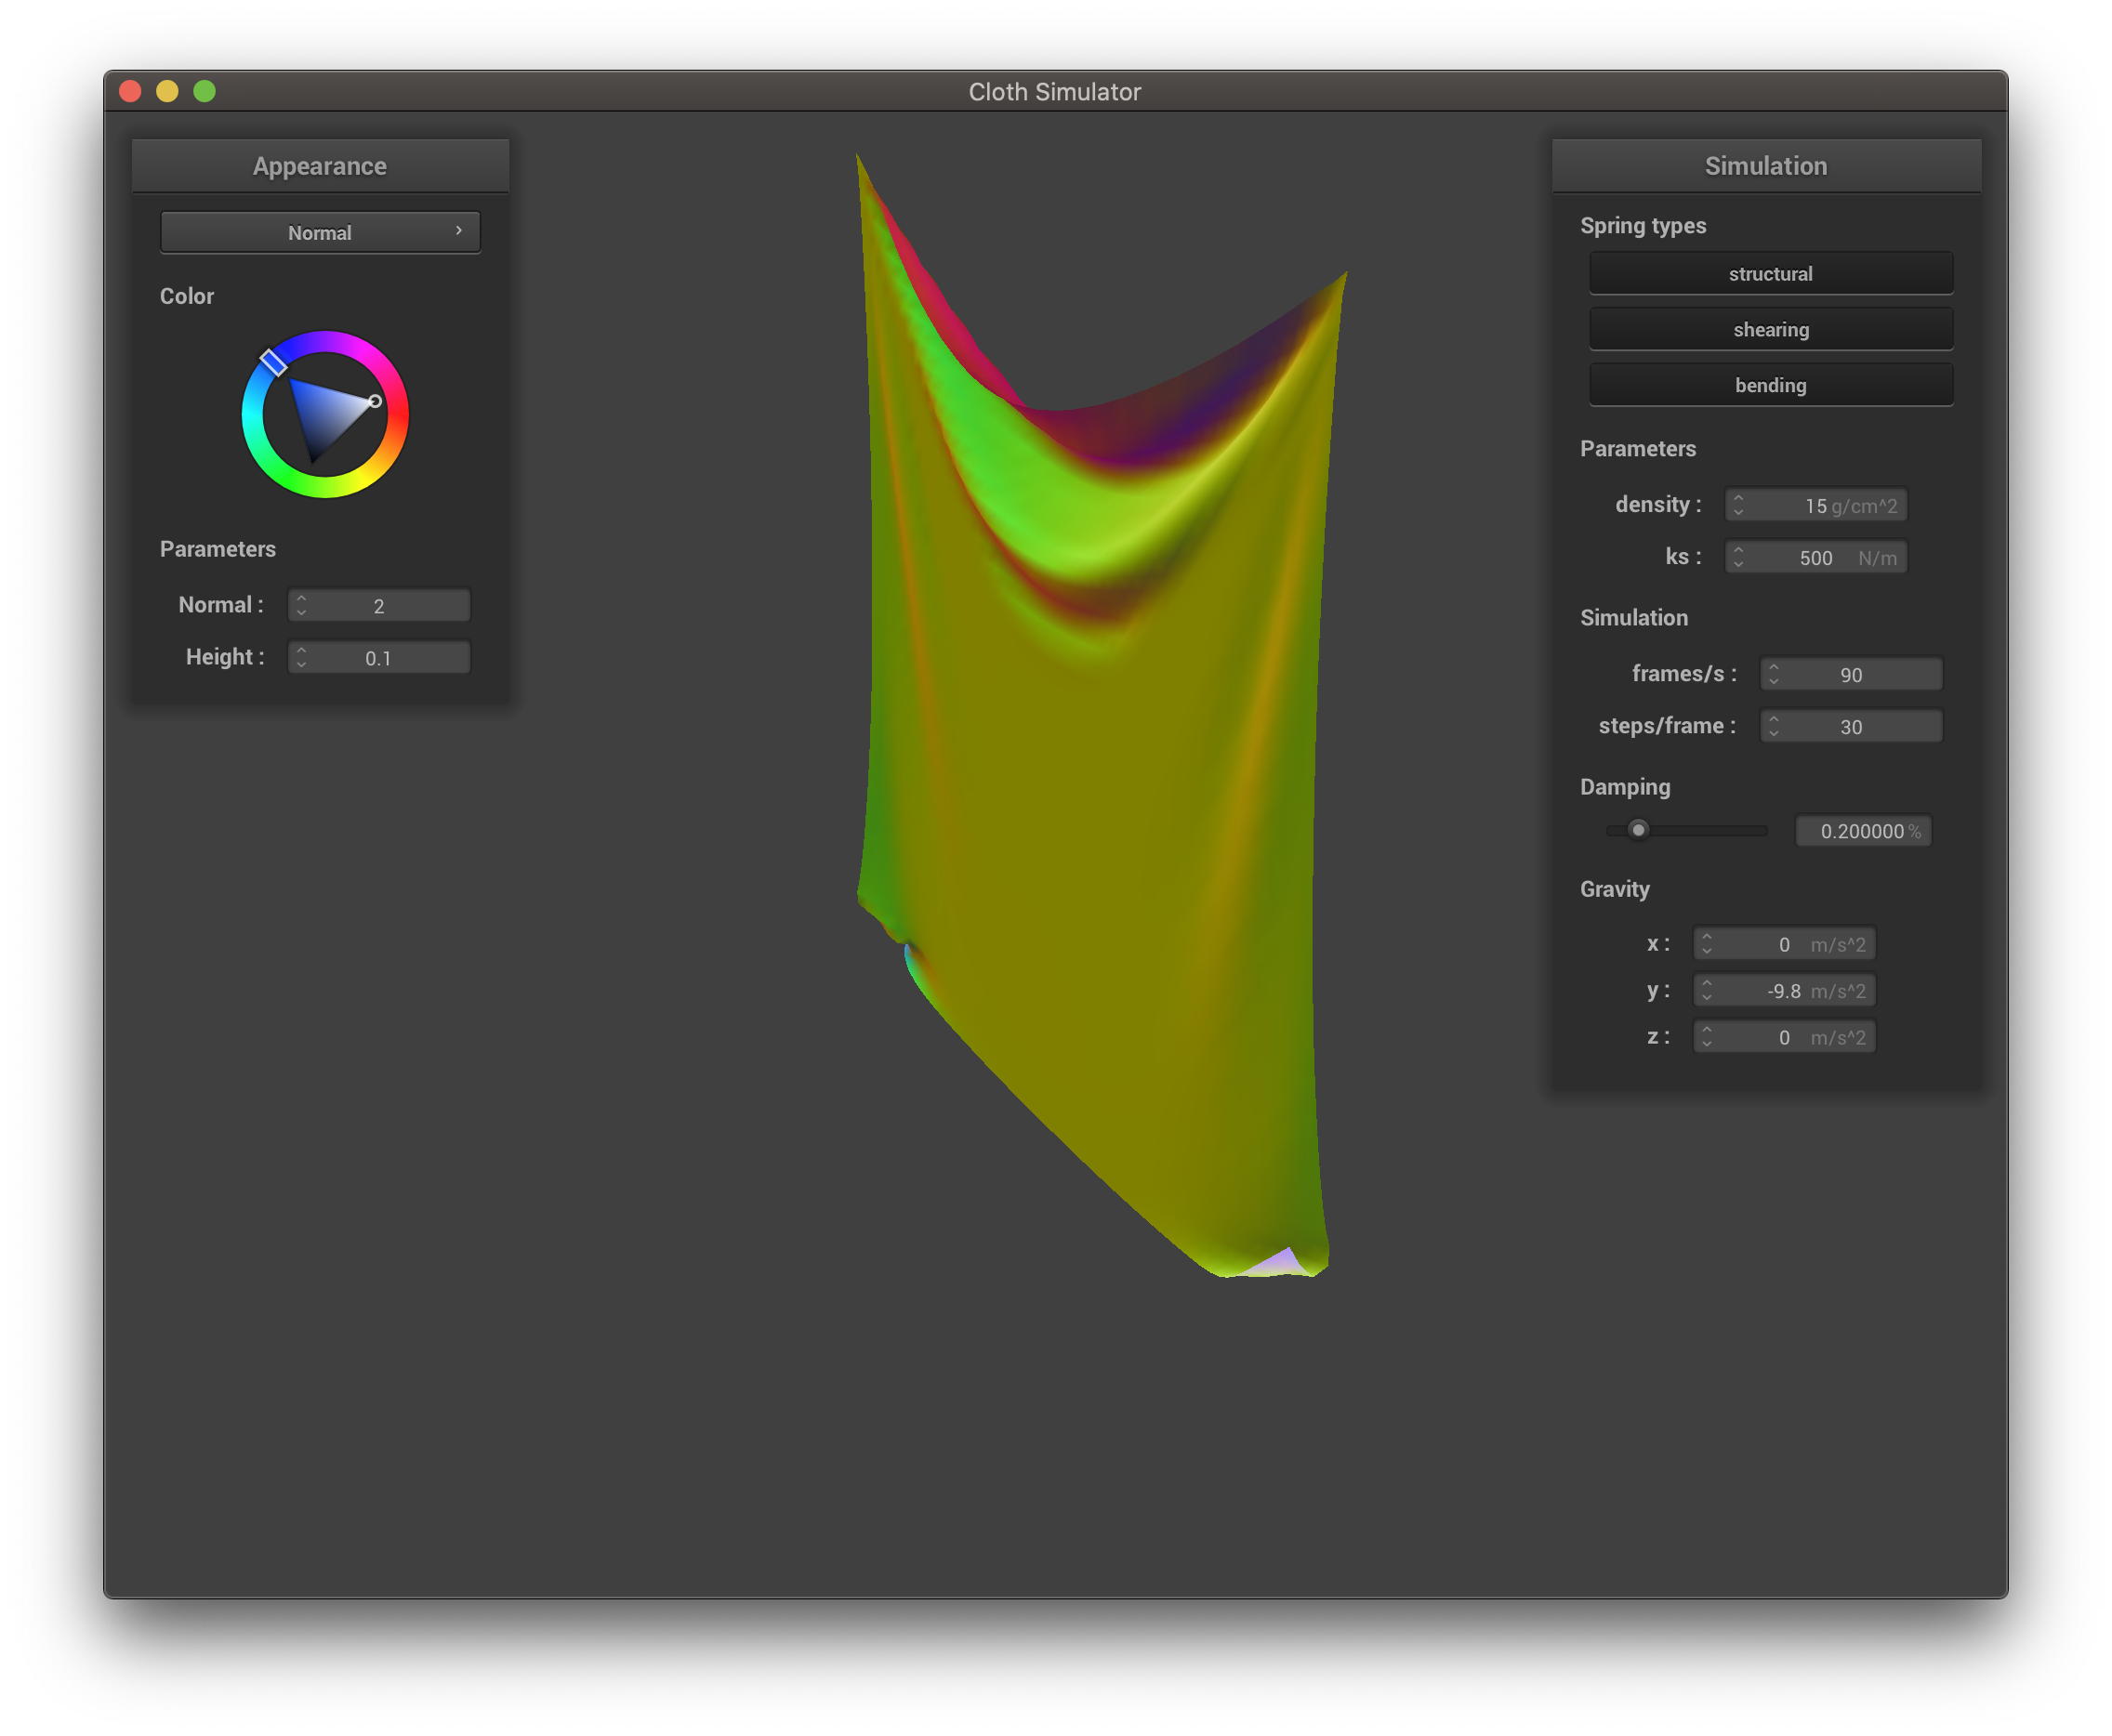 Cloth Simulator
Appearance
Normal
Color
Parameters
Normal :
2
Height :
0.1
Simulation
Spring types
structural
shearing
bending
Parameters
density :
15 g/cm^2
ks :
500 N/m
Simulation
frames/s :
90
steps/frame :
30
Damping
0.200000 %
Gravity
x :
0 m/s^2
y :
-9.8 m/s^2
z :
0 m/s^2